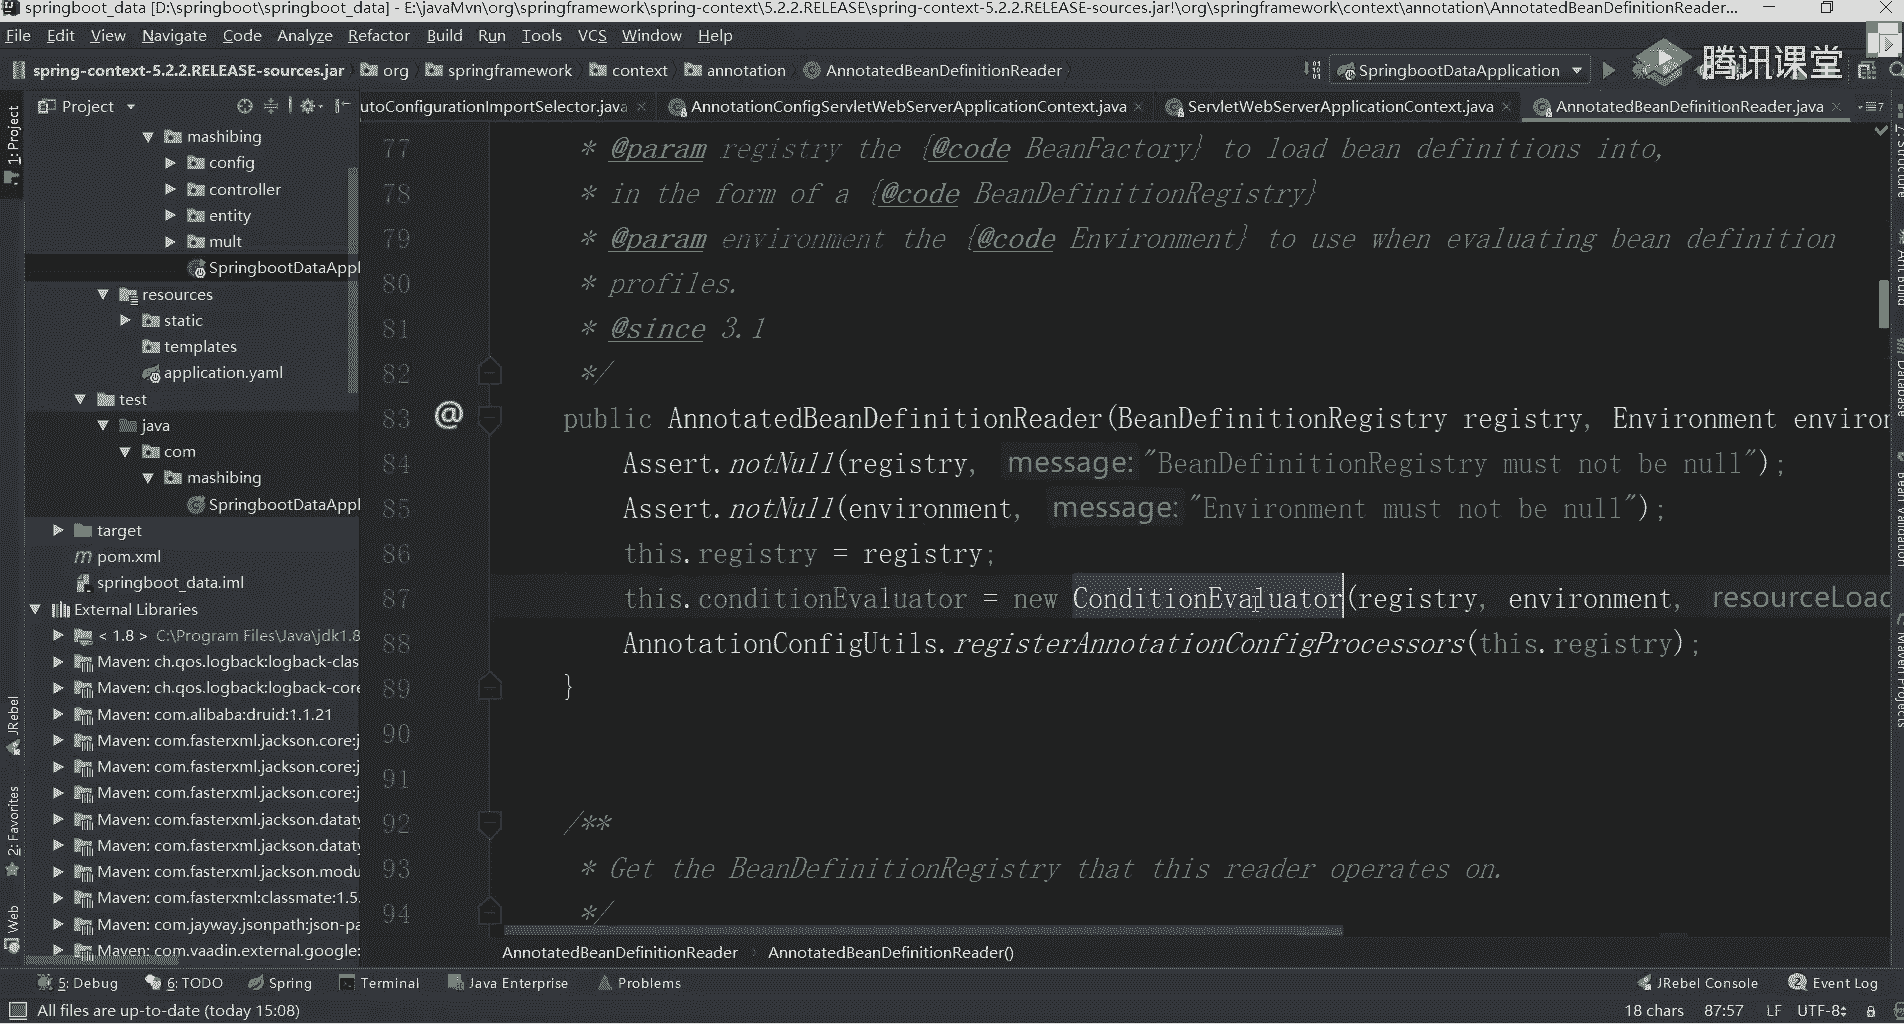 springboot_data [D:\springboot\springboot_data] - E:\javaMvn\org\springframework\spring-context\5.2.2.RELEASE\spring-context-5.2.2.RELEASE-sources.jar!\org\springframework\context\annotation\AnnotatedBeanDefinitionReader...
File Edit View Navigate Code Analyze Refactor Build Run Tools VCS Window Help
spring-context-5.2.2.RELEASE-sources.jar org springframework context annotation AnnotatedBeanDefinitionReader SpringbootDataApplication 腾讯课堂
Project utoConfigurationImportSelector.java AnnotationConfigServletWebServerApplicationContext.java ServletWebServerApplicationContext.java AnnotatedBeanDefinitionReader.java
1: Project
JRebel
2: Favorites
Web
mashibing
config
controller
entity
mult
SpringbootDataAppl
resources
static
templates
application.yaml
test
java
com
mashibing
SpringbootDataAppl
target
pom.xml
springboot_data.iml
External Libraries
< 1.8 > C:\Program Files\Java\jdk1.8
Maven: ch.qos.logback:logback-clas
Maven: ch.qos.logback:logback-core
Maven: com.alibaba:druid:1.1.21
Maven: com.fasterxml.jackson.core:j
Maven: com.fasterxml.jackson.core:j
Maven: com.fasterxml.jackson.core:j
Maven: com.fasterxml.jackson.dataty
Maven: com.fasterxml.jackson.dataty
Maven: com.fasterxml.jackson.modu
Maven: com.fasterxml:classmate:1.5.
Maven: com.jayway.jsonpath:json-pa
Maven: com.vaadin.external.google:
77 * @param registry the {@code BeanFactory} to load bean definitions into,
78 * in the form of a {@code BeanDefinitionRegistry}
79 * @param environment the {@code Environment} to use when evaluating bean definition
80 * profiles.
81 * @since 3.1
82 */
83 @ public AnnotatedBeanDefinitionReader(BeanDefinitionRegistry registry, Environment environ
84 Assert.notNull(registry, message: "BeanDefinitionRegistry must not be null");
85 Assert.notNull(environment, message: "Environment must not be null");
86 this.registry = registry;
87 this.conditionEvaluator = new ConditionEvaluator(registry, environment, resourceLoad
88 AnnotationConfigUtils.registerAnnotationConfigProcessors(this.registry);
89 }
90
91
92 /**
93 * Get the BeanDefinitionRegistry that this reader operates on.
94 */
AnnotatedBeanDefinitionReader AnnotatedBeanDefinitionReader()
5: Debug 6: TODO Spring Terminal Java Enterprise Problems JRebel Console Event Log
All files are up-to-date (today 15:08) 18 chars 87:57 LF UTF-8